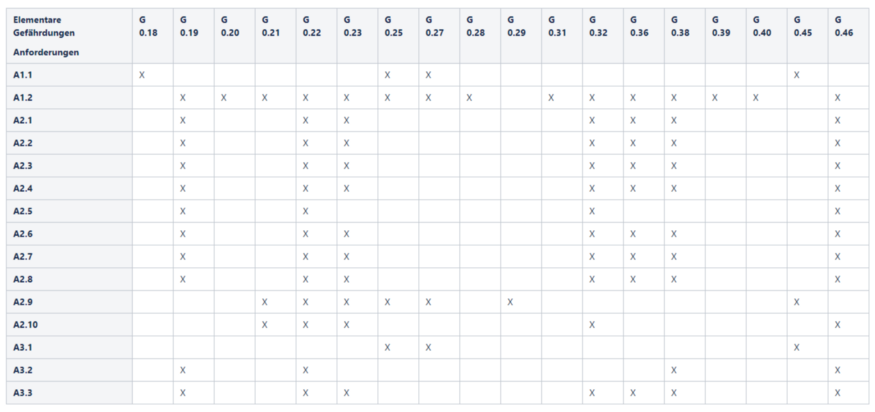 Elementare Gefährdungen G 0.18 G 0.19 G 0.20 G 0.21 G 0.22 G 0.23 G 0.25 G 0.27 G 0.28 G 0.29 G 0.31 G 0.32 G 0.36 G 0.38 G 0.39 G 0.40 G 0.45 G 0.46
Anforderungen
A1.1 X X X X
A1.2 X X X X X X X X X X X X X X X
A2.1 X X X X X X X
A2.2 X X X X X X X
A2.3 X X X X X X X
A2.4 X X X X X X X
A2.5 X X X X
A2.6 X X X X X X X
A2.7 X X X X X X X
A2.8 X X X X X X X
A2.9 X X X X X X X
A2.10 X X X X X
A3.1 X X X
A3.2 X X X X
A3.3 X X X X X X X